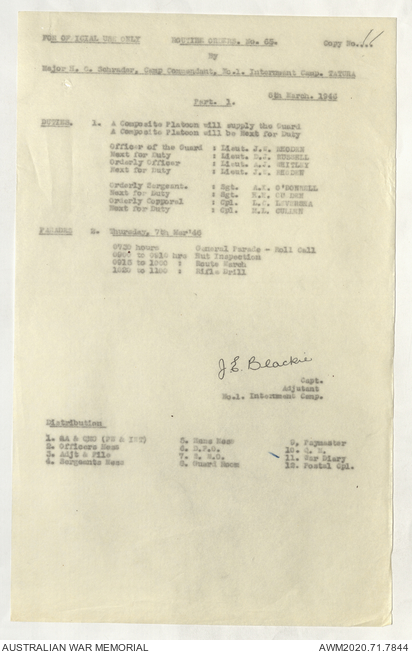 FOR OFFICIAL USE ONLY ROUTINE ORDERS. No. 65. Copy No. 11
By
Major N. C. Schrader, Camp Commandant, No.1. Internment Camp. TATURA
6th March. 1946
Part. 1.
DUTIES. 1. A Composite Platoon will supply the Guard
A Composite Platoon will be Next for Duty
Officer of the Guard : Lieut.
Next for Duty : Lieut. RUSSELL
Orderly Officer : Lieut. WHITLEY
Next for Duty : Lieut.
Orderly Sergeant. : Sgt. O'DONNELL
Next for Duty : Sgt.
Orderly Corporal : Cpl.
Next for Duty : Cpl. CULLEN
PARADES 2. Thursday, 7th Mar'46
0730 hours General Parade - Roll Call
0900 to 0915 hrs Hut Inspection
0915 to 1000 : Route March
1020 to 1100 : Rifle Drill
J E Blackie
Capt.
Adjutant
No.1. Internment Camp.
Distribution
1. AA & QMG (PW & INT) 5. Mens Mess 9. Paymaster
2. Officers Mess 6. 10. Q. M.
3. Adjt & File 7. 11. War Diary
4. Sergeants Mess 8. Guard Room 12. Postal Cpl.
AUSTRALIAN WAR MEMORIAL AWM2020.71.7844